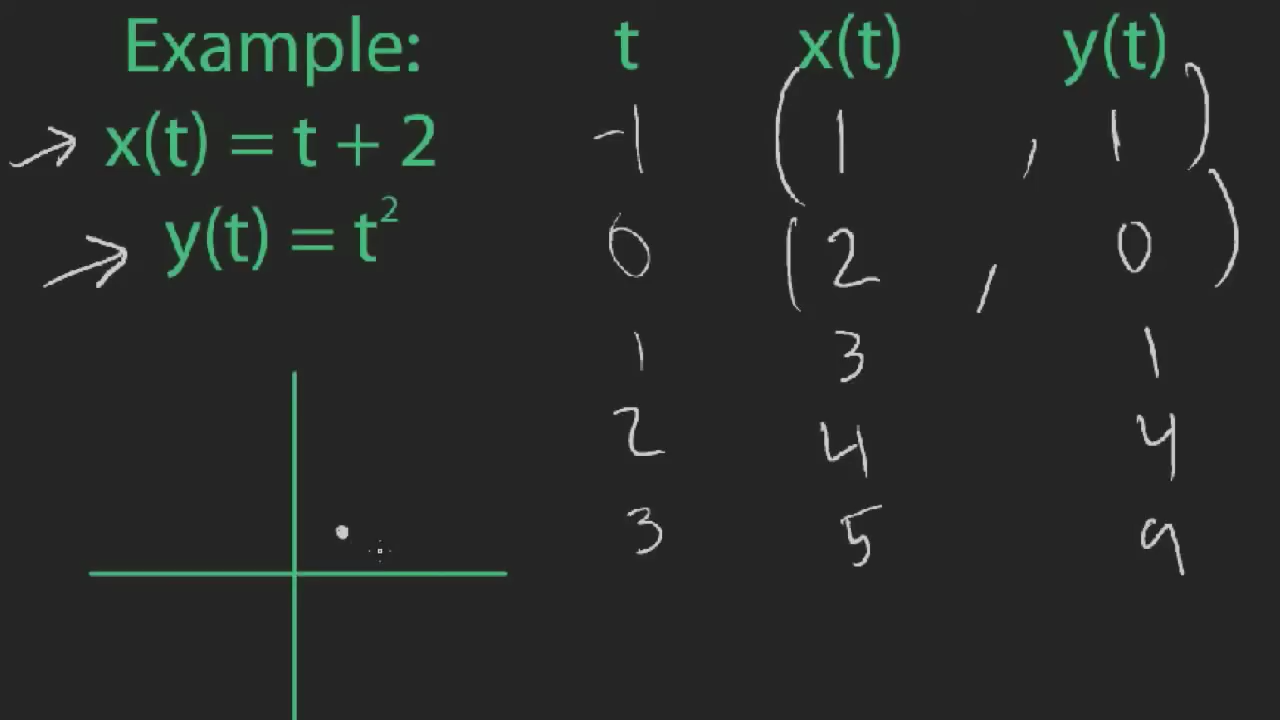 Example:
x(t) = t + 2
y(t) = t²
t x(t) y(t)
-1 (1 , 1)
0 (2 , 0)
1 3 1
2 4 4
3 5 9